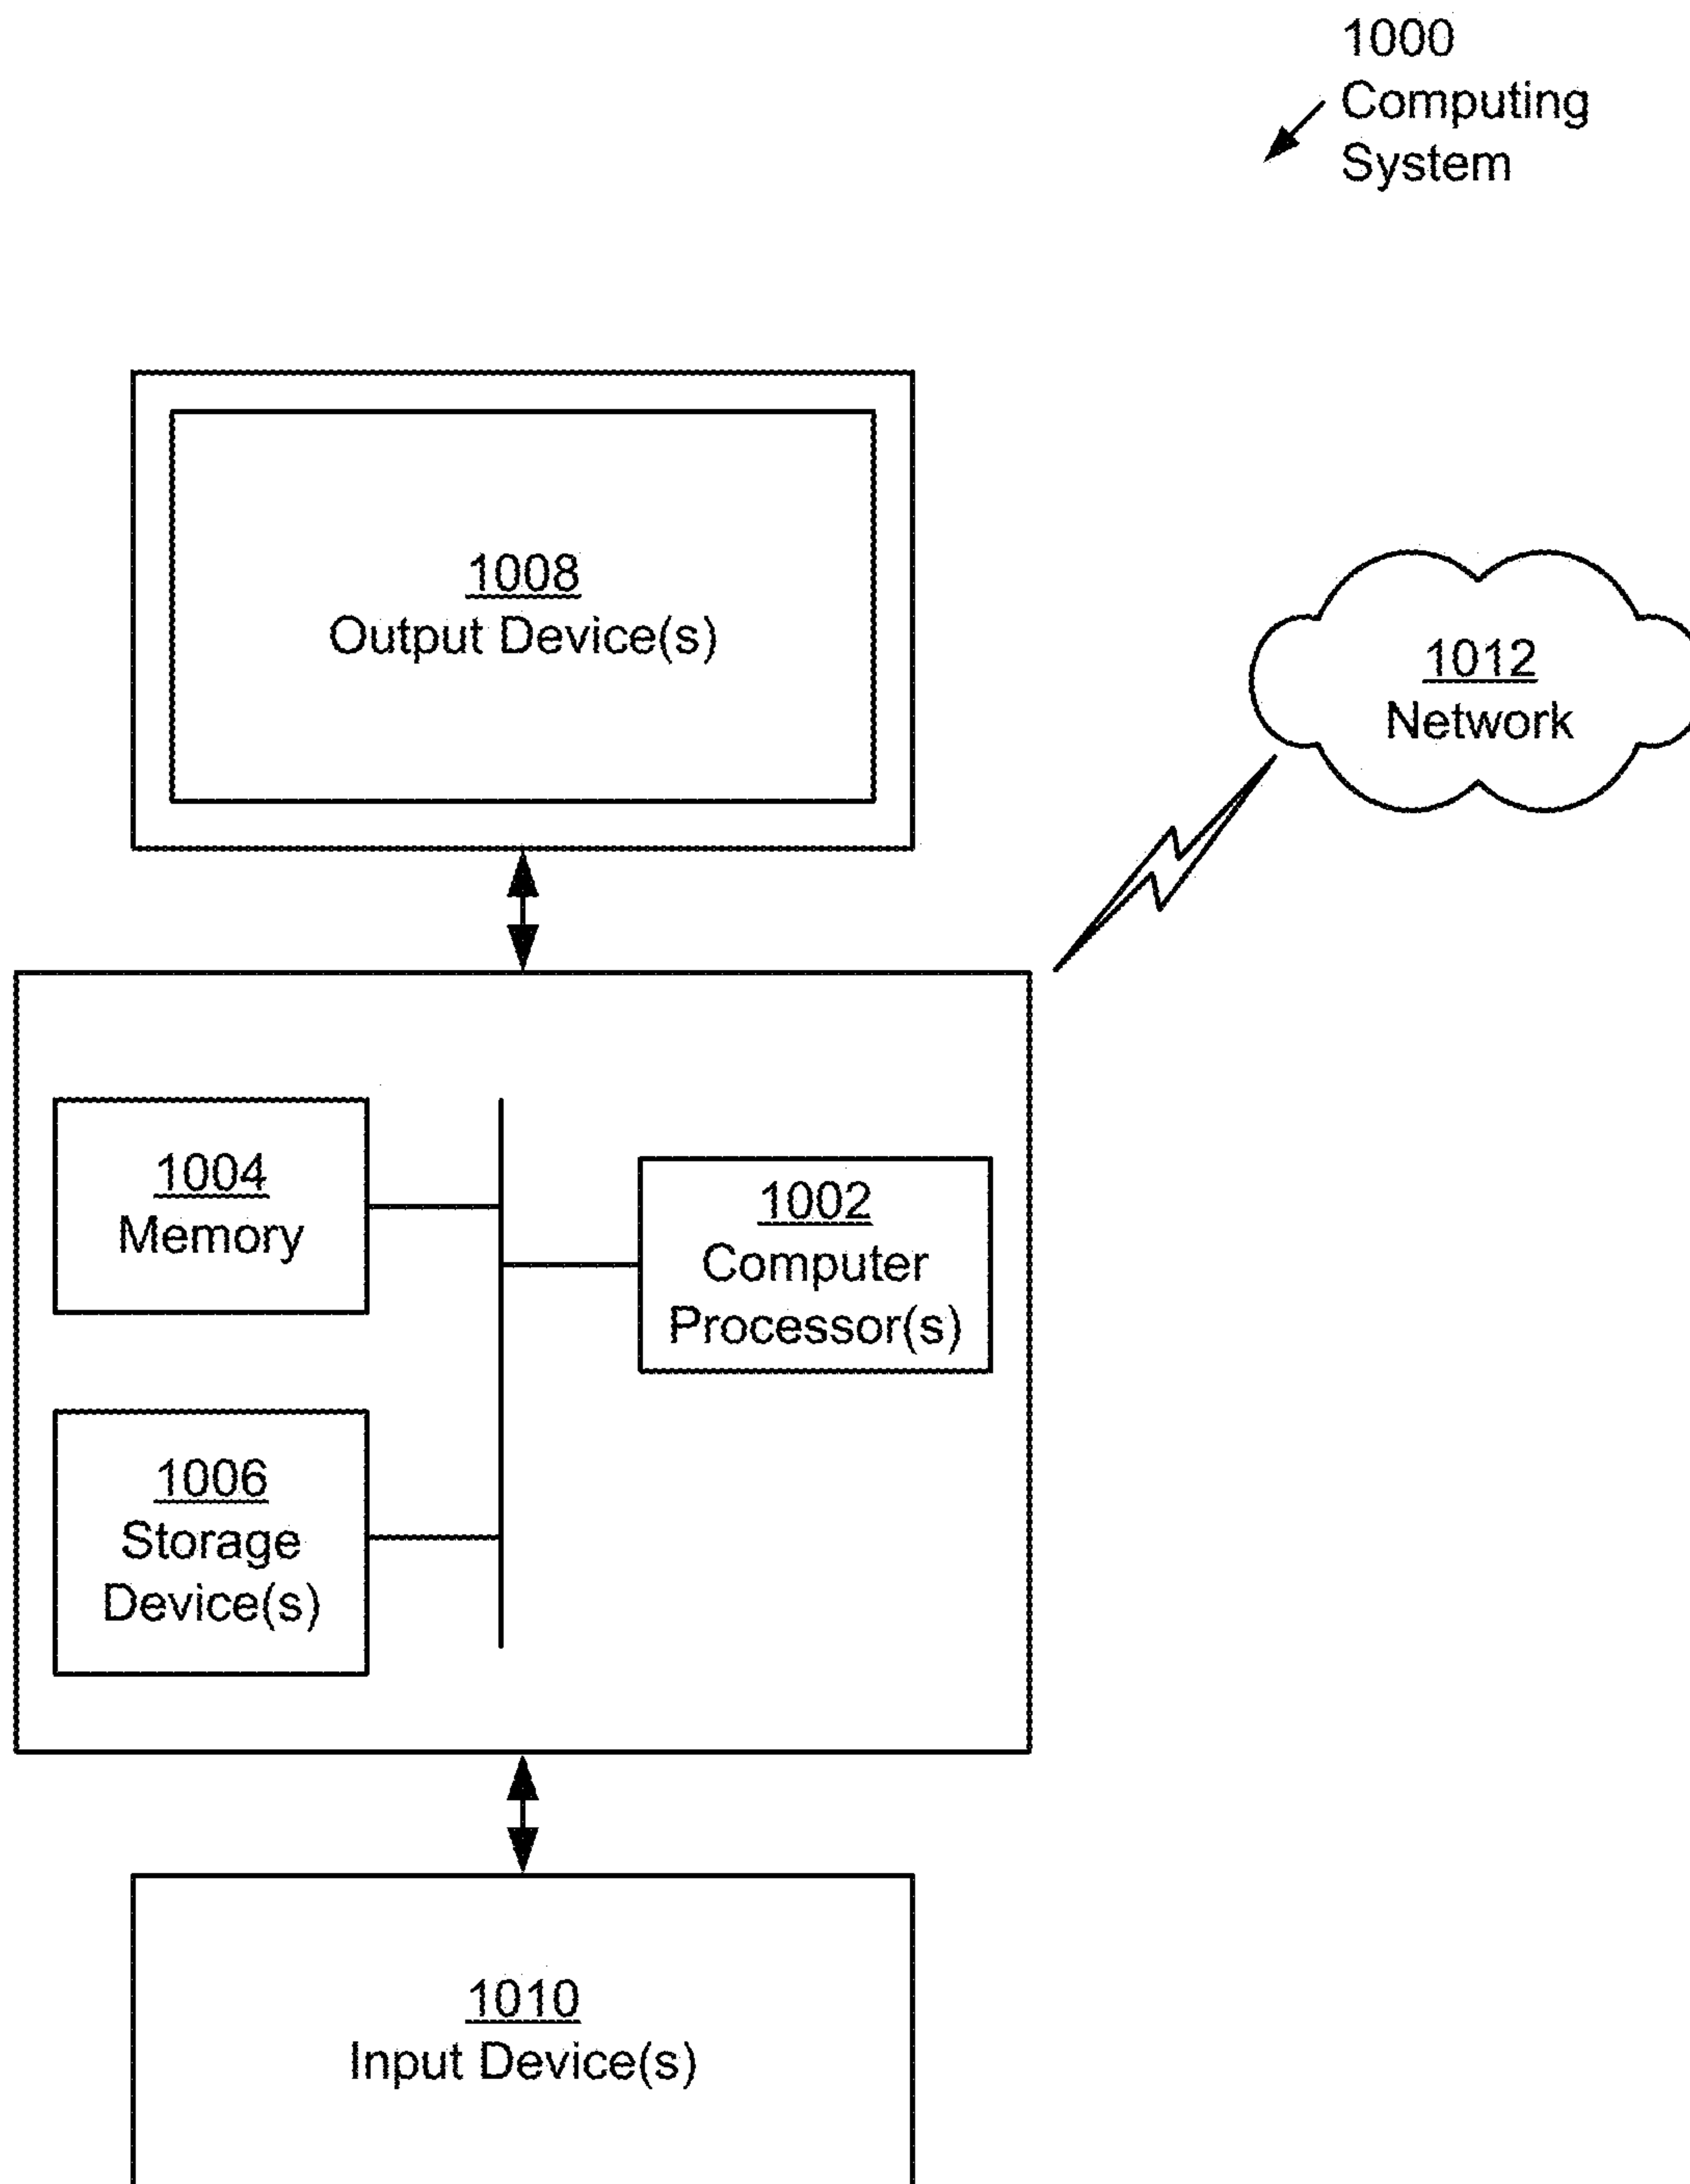 1000
Computing
System
1008
Output Device(s)
1012
Network
1004
Memory
1002
Computer
Processor(s)
1006
Storage
Device(s)
1010
Input Device(s)